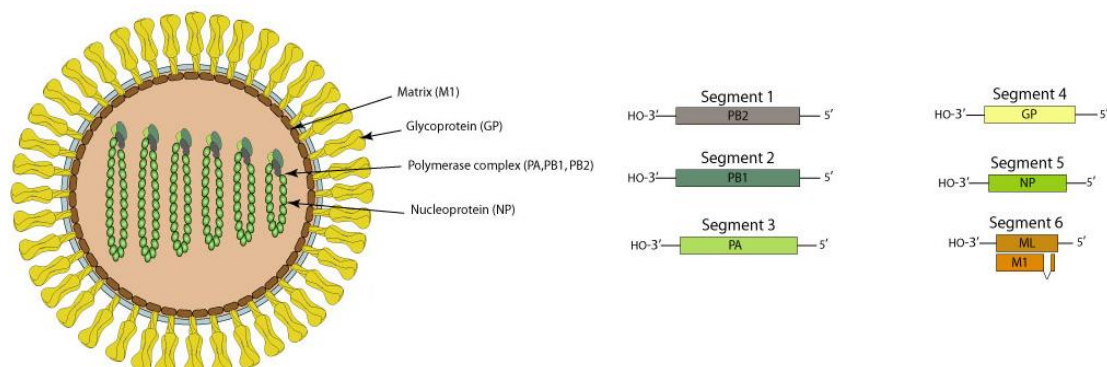 Matrix (M1)
Glycoprotein (GP)
Polymerase complex (PA,PB1, PB2)
Nucleoprotein (NP)
Segment 1
HO-3' PB2 5'
Segment 2
HO-3' PB1 5'
Segment 3
HO-3' PA 5'
Segment 4
HO-3' GP 5'
Segment 5
HO-3' NP 5'
Segment 6
HO-3' ML 5'
M1